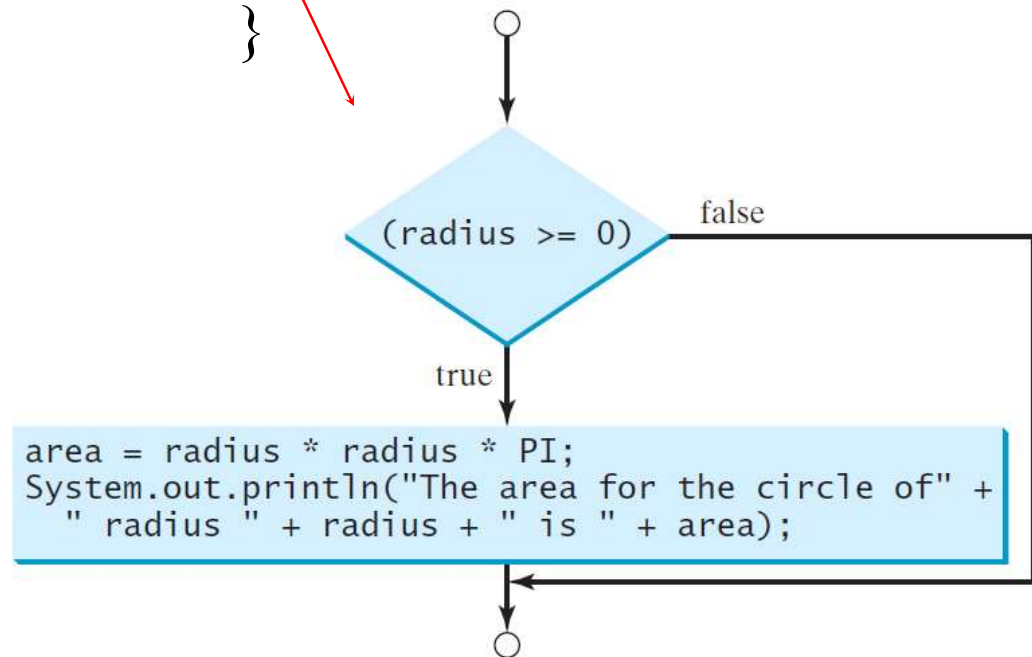 }
(radius >= 0)
false
true
area = radius * radius * PI;
System.out.println("The area for the circle of" +
" radius " + radius + " is " + area);